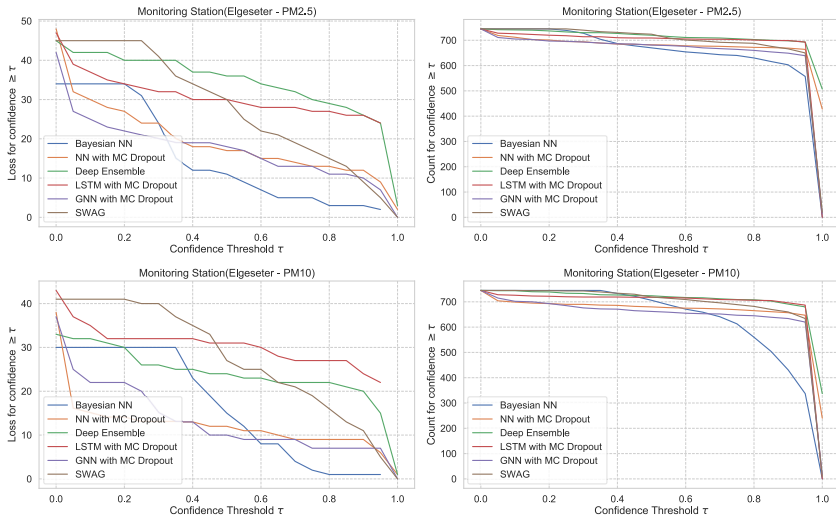 Monitoring Station(Elgeseter - PM2.5)
Loss for confidence ≥ τ
50
40
30
20
10
0
Bayesian NN
NN with MC Dropout
Deep Ensemble
LSTM with MC Dropout
GNN with MC Dropout
SWAG
0.0 0.2 0.4 0.6 0.8 1.0
Confidence Threshold τ
Monitoring Station(Elgeseter - PM2.5)
Count for confidence ≥ τ
700
600
500
400
300
200
100
0
Bayesian NN
NN with MC Dropout
Deep Ensemble
LSTM with MC Dropout
GNN with MC Dropout
SWAG
0.0 0.2 0.4 0.6 0.8 1.0
Confidence Threshold τ
Monitoring Station(Elgeseter - PM10)
Loss for confidence ≥ τ
40
30
20
10
0
Bayesian NN
NN with MC Dropout
Deep Ensemble
LSTM with MC Dropout
GNN with MC Dropout
SWAG
0.0 0.2 0.4 0.6 0.8 1.0
Confidence Threshold τ
Monitoring Station(Elgeseter - PM10)
Count for confidence ≥ τ
700
600
500
400
300
200
100
0
Bayesian NN
NN with MC Dropout
Deep Ensemble
LSTM with MC Dropout
GNN with MC Dropout
SWAG
0.0 0.2 0.4 0.6 0.8 1.0
Confidence Threshold τ